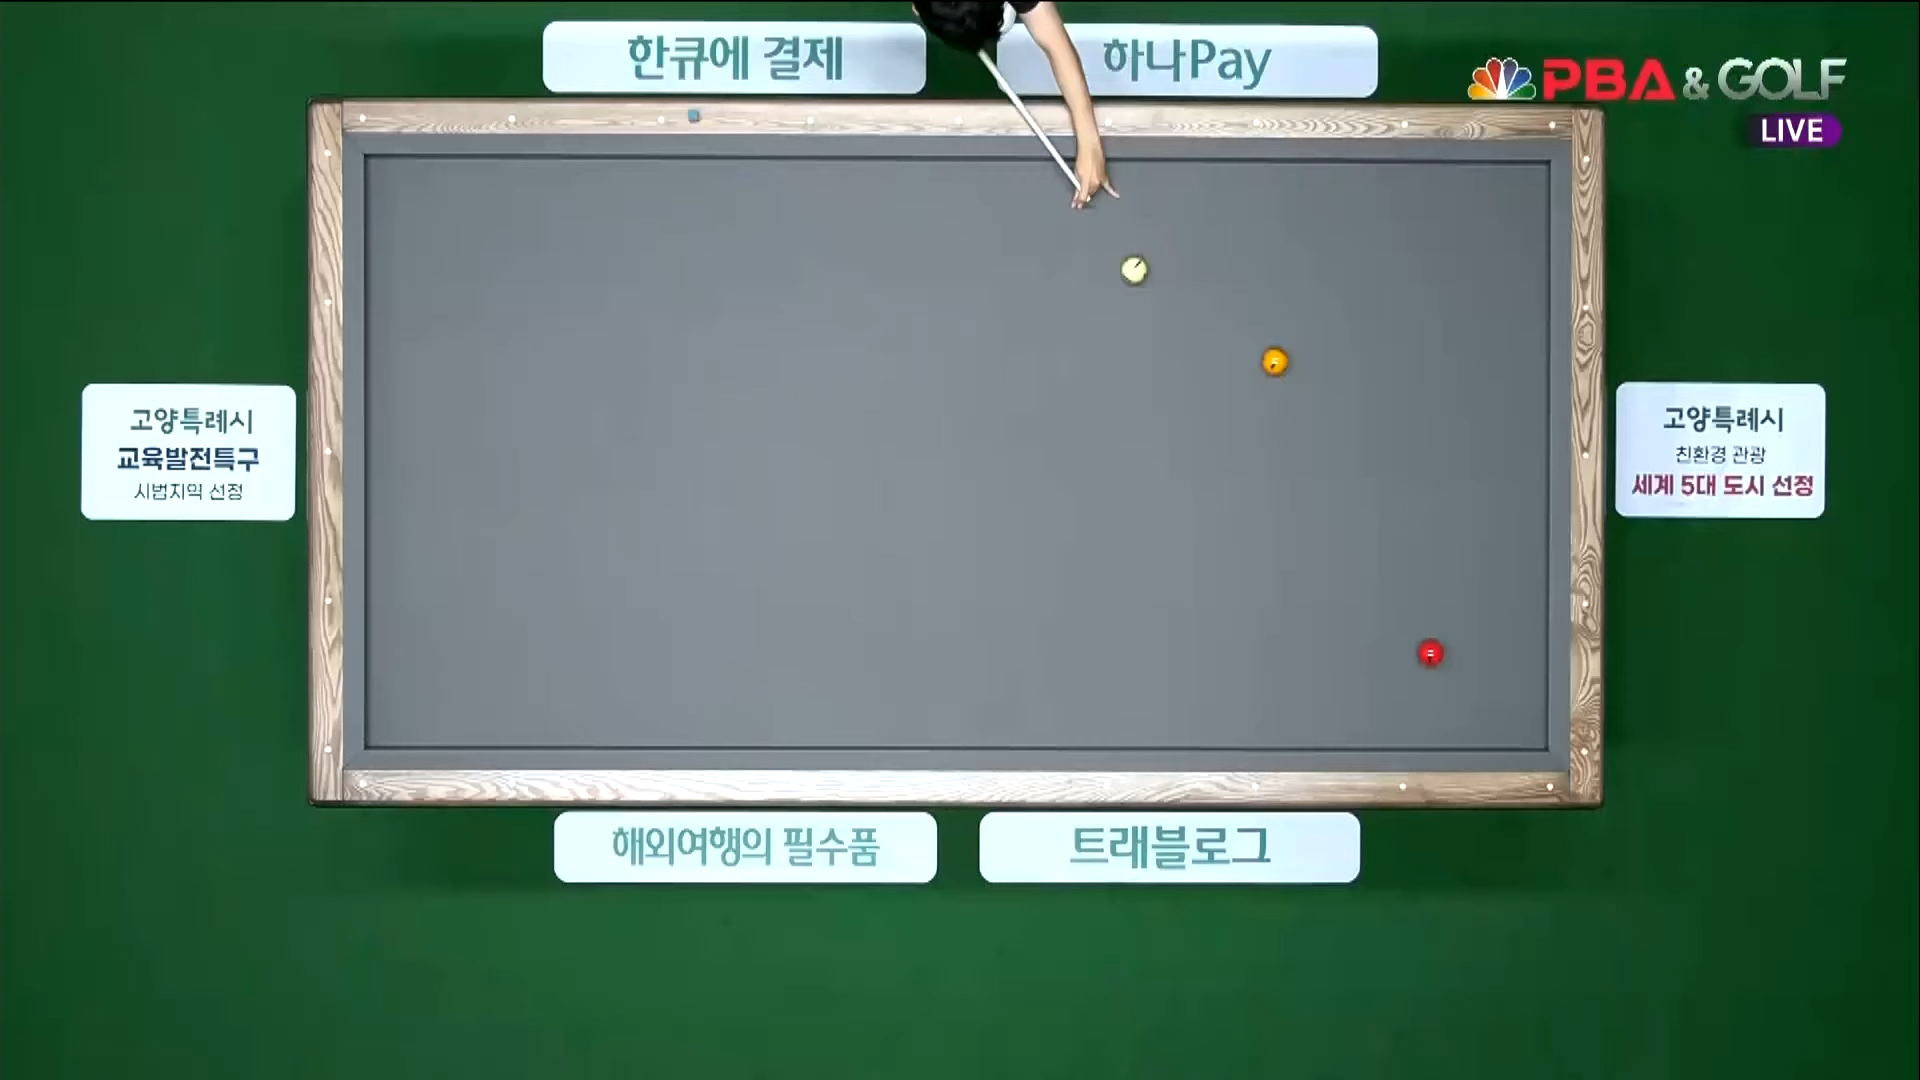 한큐에 결제
하나Pay
PBA & GOLF
LIVE
고양특례시
교육발전특구
시범지역 선정
고양특례시
친환경 관광
세계 5대 도시 선정
해외여행의 필수품
트래블로그